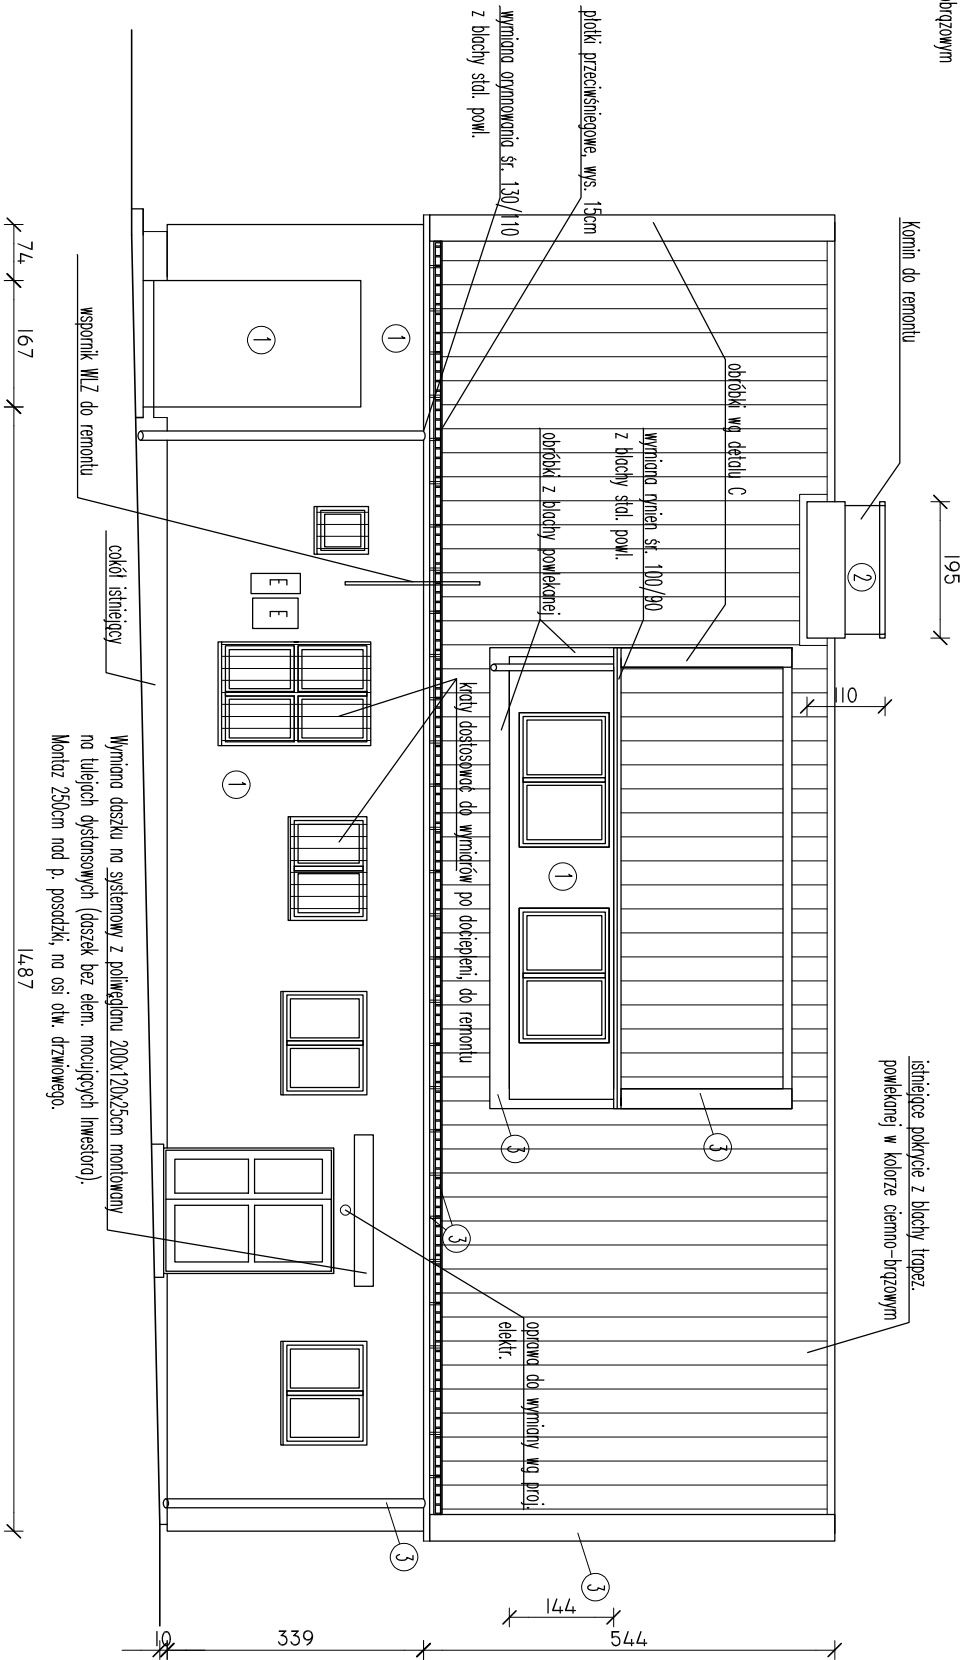 brązowym
Komin do remontu
195
110
istniejące pokrycie z blachy trapez.
powlekanej w kolorze ciemno-brązowym
płotki przeciwśniegowe, wys. 15cm
wymiana orynnowania śr. 130/110
z blachy stal. powl.
obróbki wg detalu C
wymiana rynien śr. 100/90
z blachy stal. powl.
obróbki z blachy powlekanej
kraty dostosować do wymiarów po dociepleni, do remontu
oprawa do wymiany wg proj.
elektr.
2
1
3
3
3
3
3
1
1
1
E
E
wspornik WLZ do remontu
cokół istniejący
Wymiana daszku na systemowy z poliwęglanu 200x120x25cm montowany
na tulejach dystansowych (daszek bez elem. mocujących Inwestora).
Montaz 250cm nad p. posadzki, na osi otw. drzwiowego.
74
167
1487
10
339
544
144